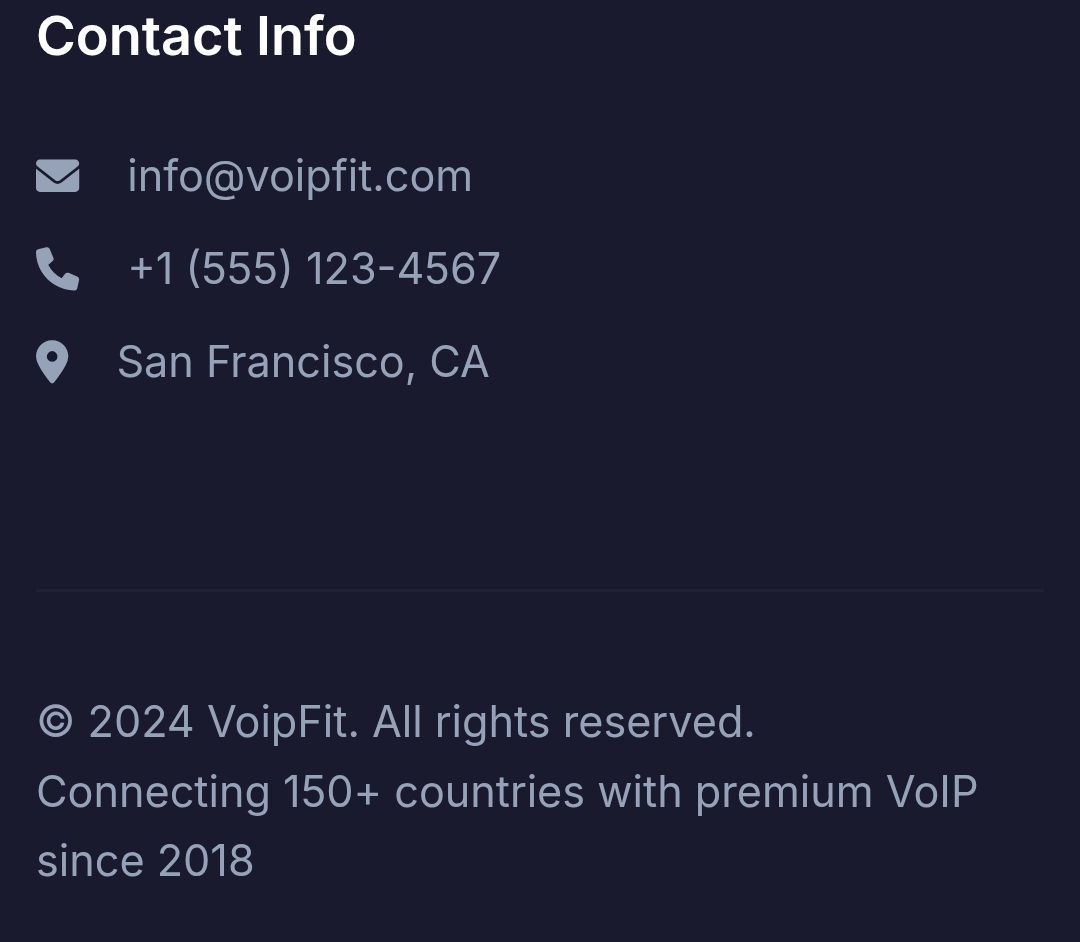 Contact Info
info@voipfit.com
+1 (555) 123-4567
San Francisco, CA
© 2024 VoipFit. All rights reserved.
Connecting 150+ countries with premium VoIP
since 2018